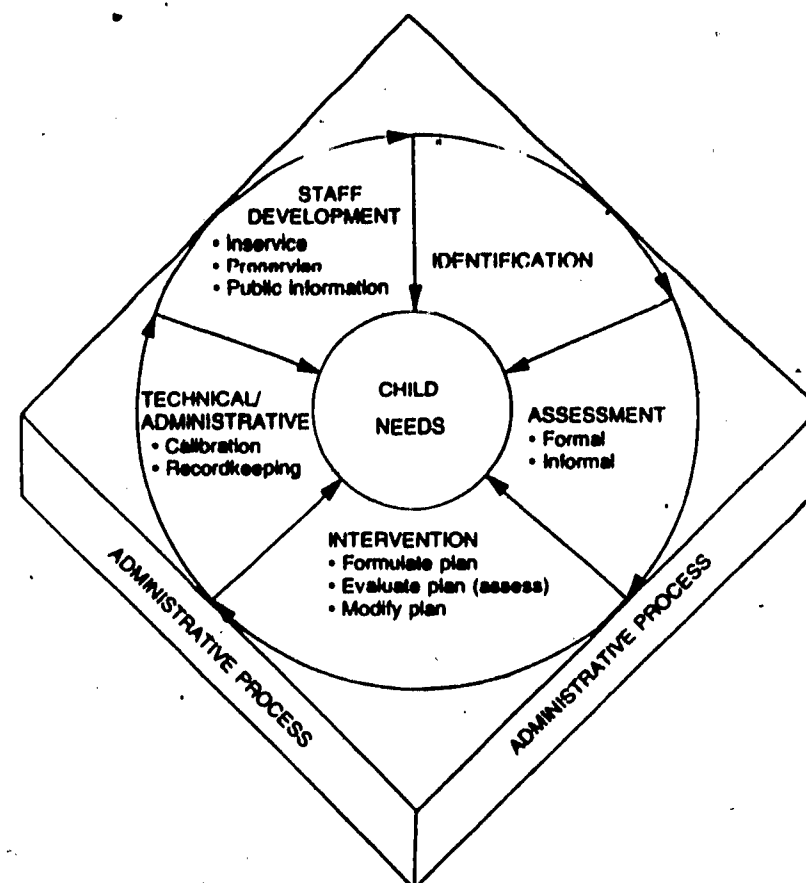 STAFF
DEVELOPMENT
• Inservice
• Public information
IDENTIFICATION
CHILD
NEEDS
TECHNICAL/
ADMINISTRATIVE
• Calibration
• Recordkeeping
ASSESSMENT
• Formal
• Informal
INTERVENTION
• Formulate plan
• Evaluate plan (assess)
• Modify plan
ADMINISTRATIVE PROCESS
ADMINISTRATIVE PROCESS